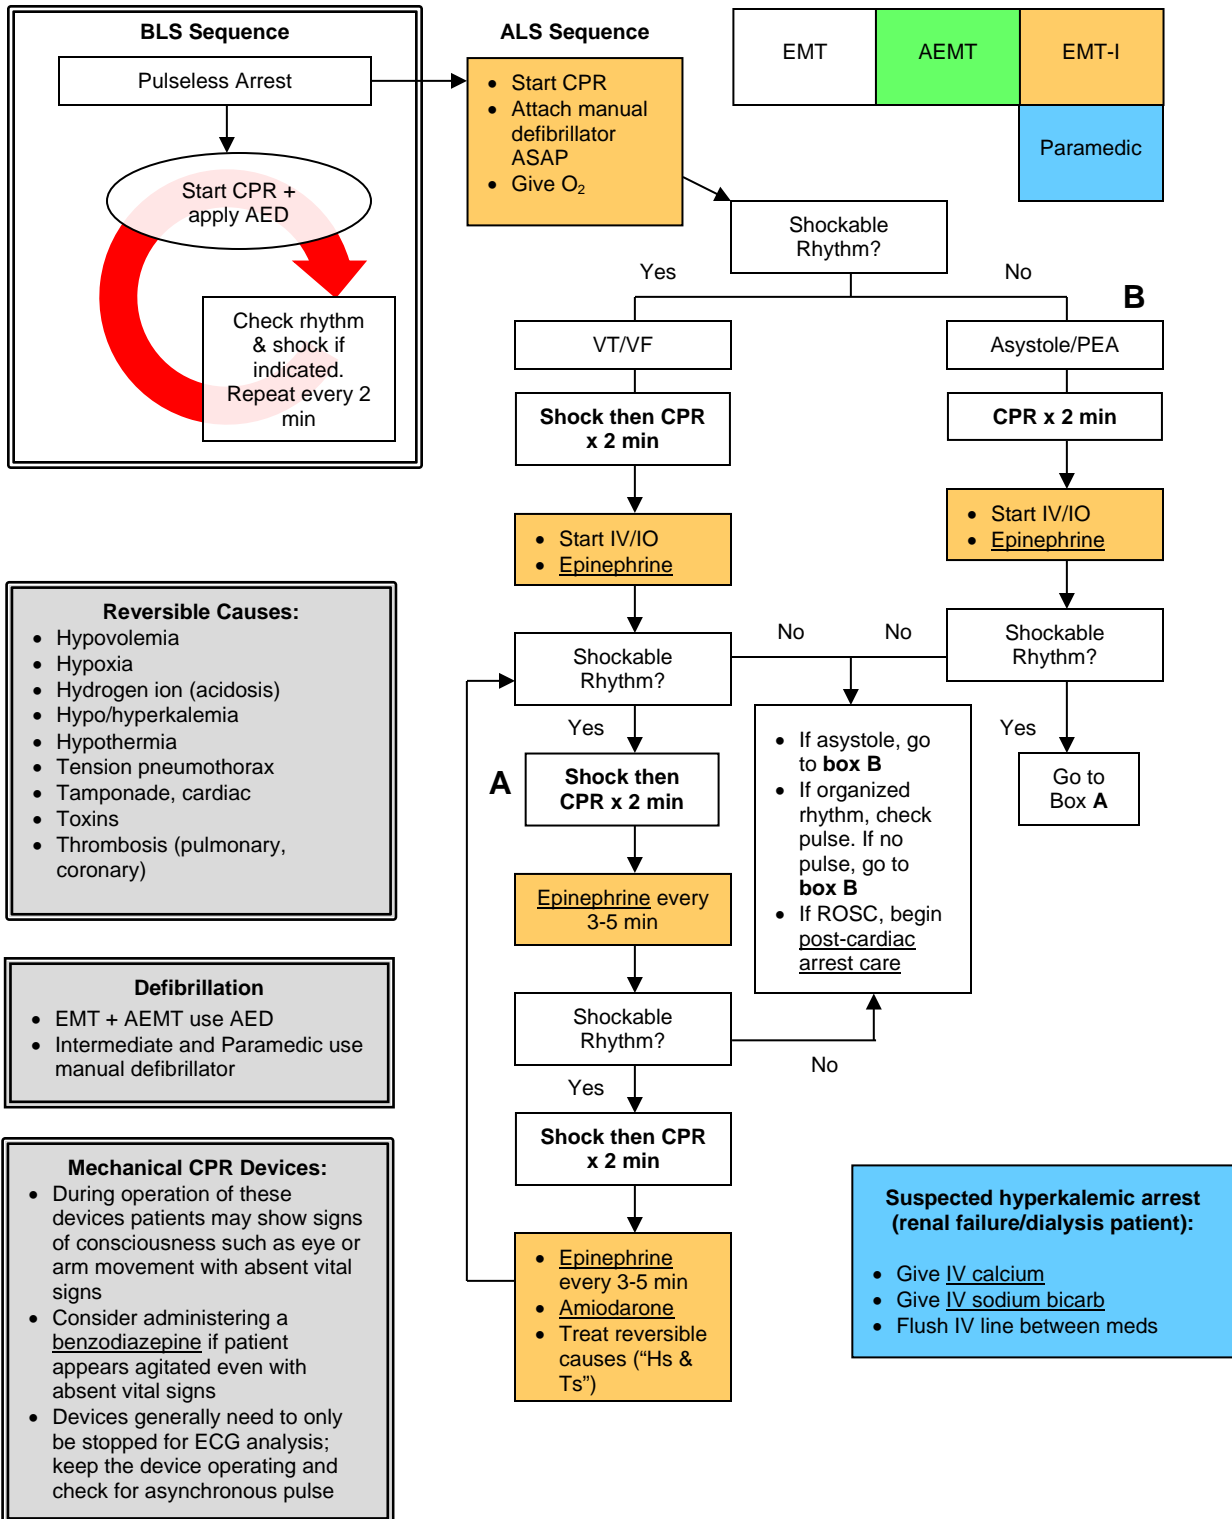 BLS Sequence
Pulseless Arrest
Start CPR +
apply AED
Check rhythm
& shock if
indicated.
Repeat every 2
min
ALS Sequence
• Start CPR
• Attach manual
defibrillator
ASAP
• Give O₂
EMT
AEMT
EMT-I
Paramedic
Shockable
Rhythm?
Yes
No
B
VT/VF
Asystole/PEA
Shock then CPR
x 2 min
CPR x 2 min
• Start IV/IO
• Epinephrine
• Start IV/IO
• Epinephrine
Shockable
Rhythm?
No
No
Shockable
Rhythm?
Yes
Yes
A
Shock then
CPR x 2 min
• If asystole, go
to box B
• If organized
rhythm, check
pulse. If no
pulse, go to
box B
• If ROSC, begin
post-cardiac
arrest care
Go to
Box A
Epinephrine every
3-5 min
Shockable
Rhythm?
No
Yes
Shock then CPR
x 2 min
• Epinephrine
every 3-5 min
• Amiodarone
• Treat reversible
causes (“Hs &
Ts”)
Reversible Causes:
• Hypovolemia
• Hypoxia
• Hydrogen ion (acidosis)
• Hypo/hyperkalemia
• Hypothermia
• Tension pneumothorax
• Tamponade, cardiac
• Toxins
• Thrombosis (pulmonary,
coronary)
Defibrillation
• EMT + AEMT use AED
• Intermediate and Paramedic use
manual defibrillator
Mechanical CPR Devices:
• During operation of these
devices patients may show signs
of consciousness such as eye or
arm movement with absent vital
signs
• Consider administering a
benzodiazepine if patient
appears agitated even with
absent vital signs
• Devices generally need to only
be stopped for ECG analysis;
keep the device operating and
check for asynchronous pulse
Suspected hyperkalemic arrest
(renal failure/dialysis patient):
• Give IV calcium
• Give IV sodium bicarb
• Flush IV line between meds